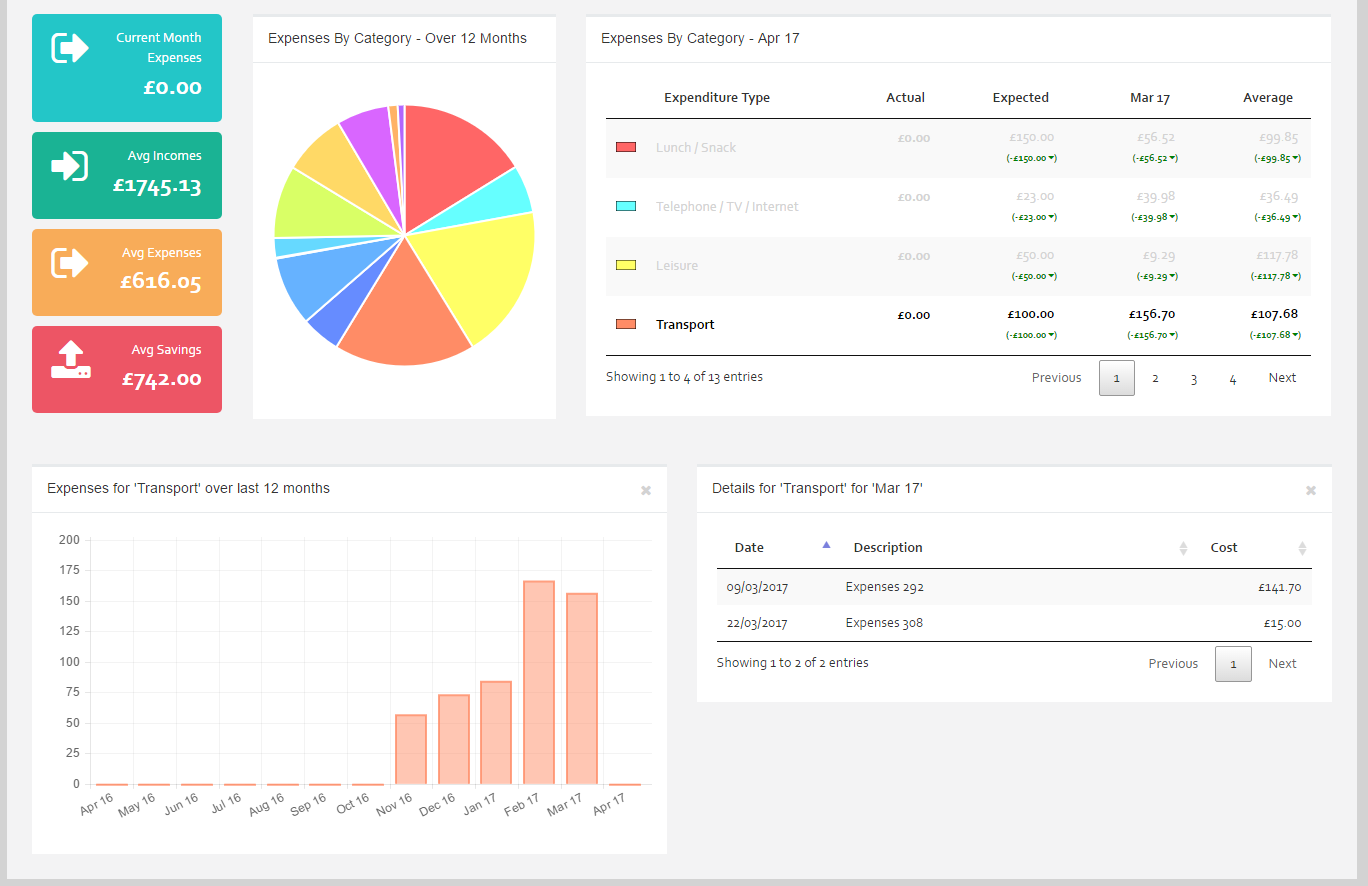 Current Month
Expenses
£0.00
Avg Incomes
£1745.13
Avg Expenses
£616.05
Avg Savings
£742.00
Expenses By Category - Over 12 Months
Expenses By Category - Apr 17
Expenditure Type Actual Expected Mar 17 Average
Lunch / Snack £0.00 £150.00 £56.52 £99.85
(-£150.00) (-£56.52) (-£99.85)
Telephone / TV / Internet £0.00 £23.00 £39.98 £36.49
(-£23.00) (-£39.98) (-£36.49)
Leisure £0.00 £50.00 £9.29 £117.78
(-£50.00) (-£9.29) (-£117.78)
Transport £0.00 £100.00 £156.70 £107.68
(-£100.00) (-£156.70) (-£107.68)
Showing 1 to 4 of 13 entries Previous 1 2 3 4 Next
Expenses for 'Transport' over last 12 months
200
175
150
125
100
75
50
25
0
Apr 16 May 16 Jun 16 Jul 16 Aug 16 Sep 16 Oct 16 Nov 16 Dec 16 Jan 17 Feb 17 Mar 17 Apr 17
Details for 'Transport' for 'Mar 17'
Date Description Cost
09/03/2017 Expenses 292 £141.70
22/03/2017 Expenses 308 £15.00
Showing 1 to 2 of 2 entries Previous 1 Next